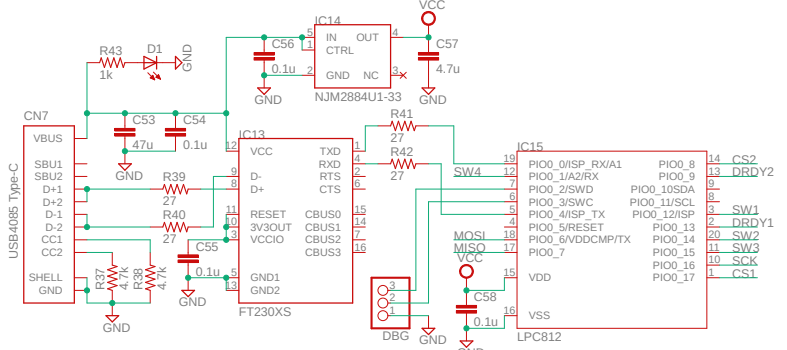 VCC
IC14
5 IN OUT 4
1 CTRL
2 GND NC 3
NJM2884U1-33
C56
0.1u
GND
C57
4.7u
GND
R43
1k
D1
GND
CN7
USB4085 Type-C
VBUS
SBU1
SBU2
D+1
D+2
D-1
D-2
CC1
CC2
SHELL
GND
C53
47u
C54
0.1u
GND
R39
27
R40
27
R37
4.7k
R38
4.7k
GND
C55
0.1u
GND
IC13
12 VCC TXD 1
RXD 4
9 D- RTS 2
8 D+ CTS 6
11 RESET CBUS0 15
10 3V3OUT CBUS1 14
3 VCCIO CBUS2 7
CBUS3 16
5 GND1
13 GND2
FT230XS
R41
27
R42
27
3
2
1
DBG
GND
IC15
19 PIO0_0/ISP_RX/A1 PIO0_8 14 CS2
SW4 12 PIO0_1/A2/RX PIO0_9 13 DRDY2
7 PIO0_2/SWD PIO0_10SDA 9
6 PIO0_3/SWC PIO0_11/SCL 8
5 PIO0_4/ISP_TX PIO0_12/ISP 3 SW1
4 PIO0_5/RESET PIO0_13 2 DRDY1
MOSI 18 PIO0_6/VDDCMP/TX PIO0_14 20 SW2
MISO 17 PIO0_7 PIO0_15 11 SW3
PIO0_16 10 SCK
15 VDD PIO0_17 1 CS1
16 VSS
LPC812
VCC
C58
0.1u
GND